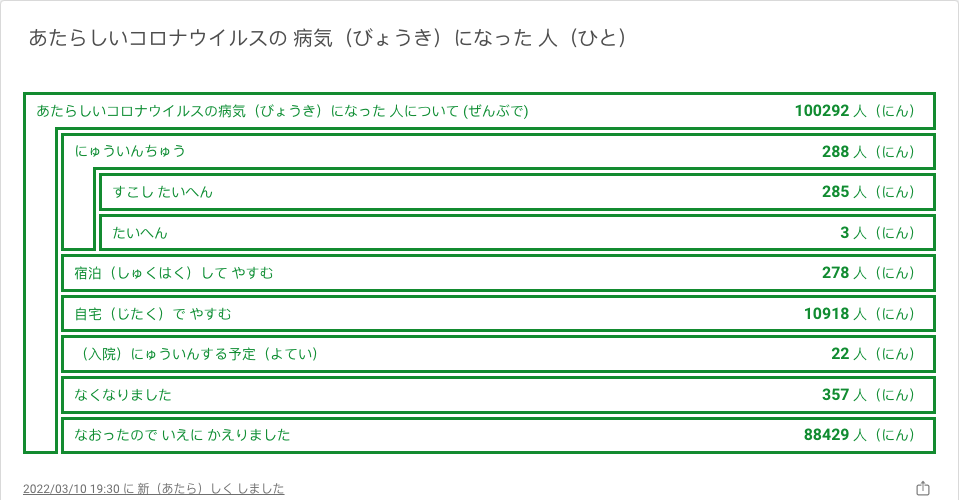 あたらしいコロナウイルスの 病気（びょうき）になった 人（ひと）
あたらしいコロナウイルスの病気（びょうき）になった 人について (ぜんぶで) 100292 人（にん）
にゅういんちゅう 288 人（にん）
すこし たいへん 285 人（にん）
たいへん 3 人（にん）
宿泊（しゅくはく）して やすむ 278 人（にん）
自宅（じたく）で やすむ 10918 人（にん）
（入院）にゅういんする予定（よてい） 22 人（にん）
なくなりました 357 人（にん）
なおったので いえに かえりました 88429 人（にん）
2022/03/10 19:30 に 新（あたら）しく しました